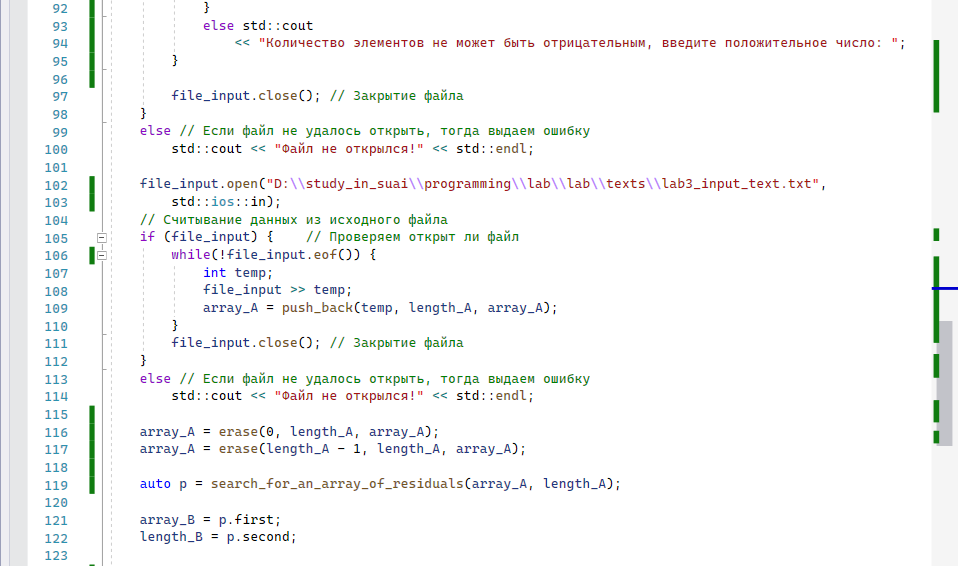 92 }
93 else std::cout
94 << "Количество элементов не может быть отрицательным, введите положительное число: ";
95 }
96
97 file_input.close(); // Закрытие файла
98 }
99 else // Если файл не удалось открыть, тогда выдаем ошибку
100 std::cout << "Файл не открылся!" << std::endl;
101
102 file_input.open("D:\\study_in_suai\\programming\\lab\\lab\\texts\\lab3_input_text.txt",
103 std::ios::in);
104 // Считывание данных из исходного файла
105 if (file_input) { // Проверяем открыт ли файл
106 while(!file_input.eof()) {
107 int temp;
108 file_input >> temp;
109 array_A = push_back(temp, length_A, array_A);
110 }
111 file_input.close(); // Закрытие файла
112 }
113 else // Если файл не удалось открыть, тогда выдаем ошибку
114 std::cout << "Файл не открылся!" << std::endl;
115
116 array_A = erase(0, length_A, array_A);
117 array_A = erase(length_A - 1, length_A, array_A);
118
119 auto p = search_for_an_array_of_residuals(array_A, length_A);
120
121 array_B = p.first;
122 length_B = p.second;
123